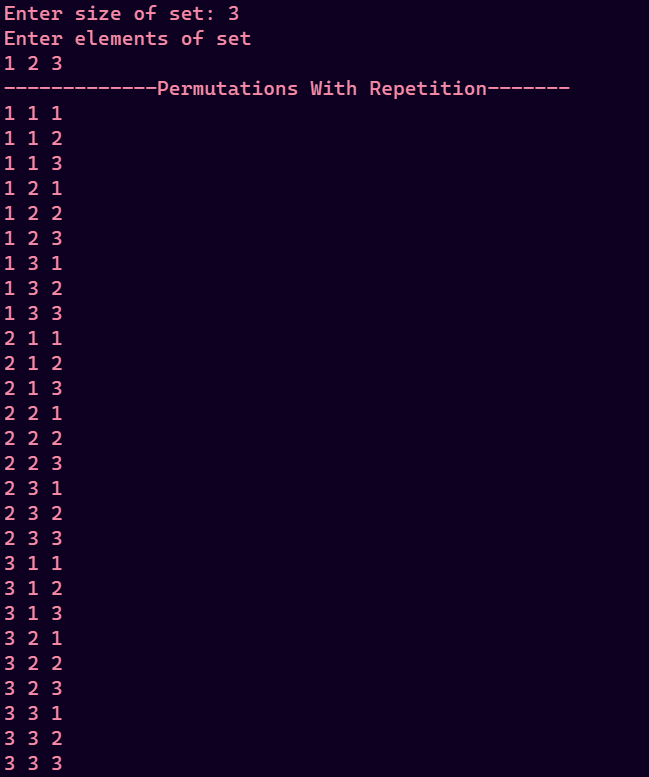 Enter size of set: 3
Enter elements of set
1 2 3
-------------Permutations With Repetition-------
1 1 1
1 1 2
1 1 3
1 2 1
1 2 2
1 2 3
1 3 1
1 3 2
1 3 3
2 1 1
2 1 2
2 1 3
2 2 1
2 2 2
2 2 3
2 3 1
2 3 2
2 3 3
3 1 1
3 1 2
3 1 3
3 2 1
3 2 2
3 2 3
3 3 1
3 3 2
3 3 3